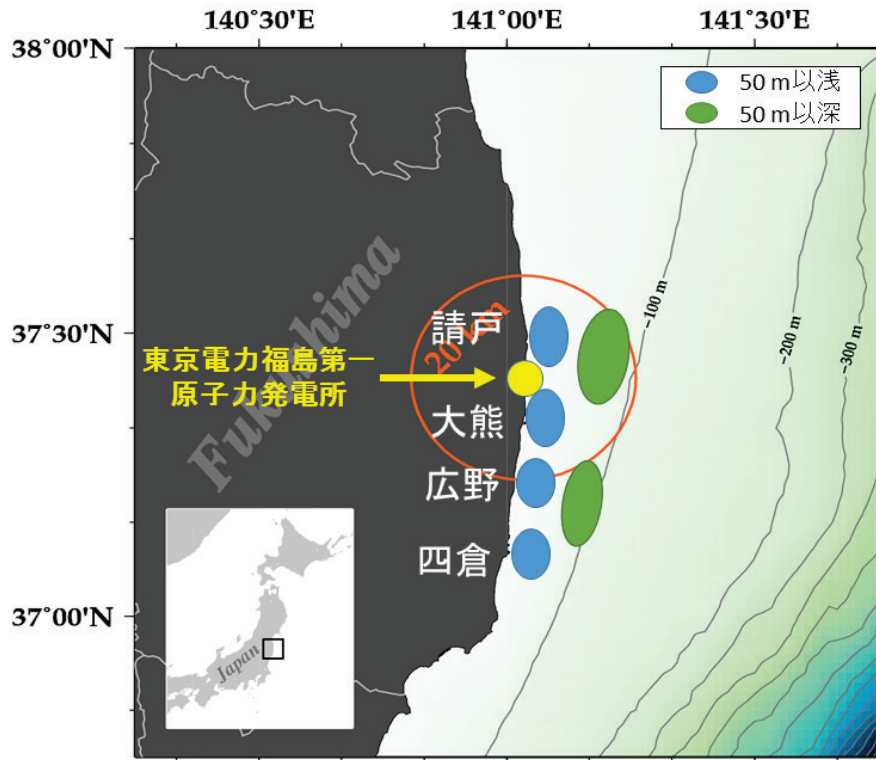 140˚30'E
141˚00'E
141˚30'E
38˚00'N
50 m以浅
50 m以深
Fukushima
-100 m
-200 m
-300 m
37˚30'N
請戸
20 km
東京電力福島第一
原子力発電所
大熊
広野
四倉
37˚00'N
Japan